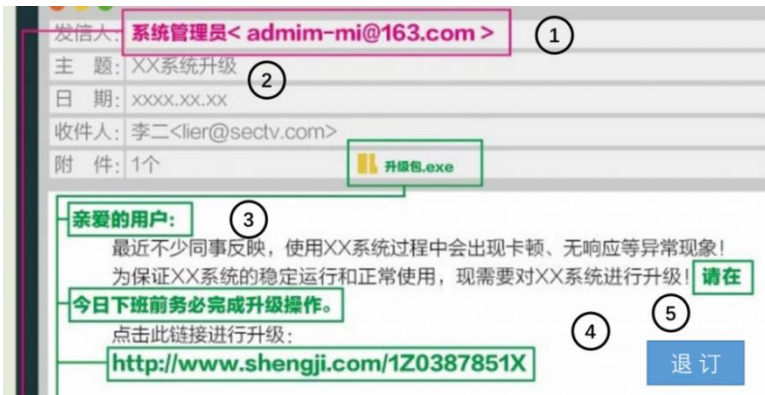 发信人: 系统管理员< admim-mi@163.com > ①
主 题: XX系统升级 ②
日 期: xxxx.xx.xx
收件人: 李二<lier@sectv.com>
附 件: 1个 升级包.exe
亲爱的用户: ③
最近不少同事反映，使用XX系统过程中会出现卡顿、无响应等异常现象！
为保证XX系统的稳定运行和正常使用，现需要对XX系统进行升级！请在
今日下班前务必完成升级操作。
点击此链接进行升级: ④ ⑤
http://www.shengji.com/1Z0387851X
退 订